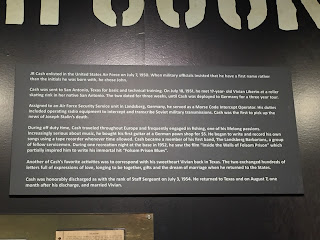 JR Cash enlisted in the United States Air Force on July 7, 1950. When military officials insisted that he have a first name rather
than the initials he was born with, he chose John.
Cash was sent to San Antonio, Texas for basic and technical training. On July 18, 1951, he met 17-year- old Vivian Liberto at a roller
skating rink in her native San Antonio. The two dated for three weeks, until Cash was deployed to Germany for a three year tour.
Assigned to an Air Force Security Service unit in Landsberg, Germany, he served as a Morse Code Intercept Operator. His duties
included operating radio equipment to intercept and transcribe Soviet military transmissions. Cash was the first to pick up the
news of Joseph Stalin's death.
During off duty time, Cash traveled throughout Europe and frequently engaged in fishing, one of his lifelong passions.
Increasingly serious about music, he bought his first guitar at a German pawn shop for $5. He began to write and record his own
songs using a tape recorder whenever time allowed. Cash became a member of his first band, The Landsberg Barbarians, a group
of fellow servicemen. During one recreation night at the base in 1952, he saw the film "Inside the Walls of Folsom Prison" which
partially inspired him to write his immortal hit "Folsom Prison Blues".
Another of Cash's favorite activities was to correspond with his sweetheart Vivian back in Texas. The two exchanged hundreds of
letters full of expressions of love, longing to be together, gifts and the dream of marriage when he returned to the States.
Cash was honorably discharged with the rank of Staff Sergeant on July 3, 1954. He returned to Texas and on August 7, one
month after his discharge, and married Vivian.